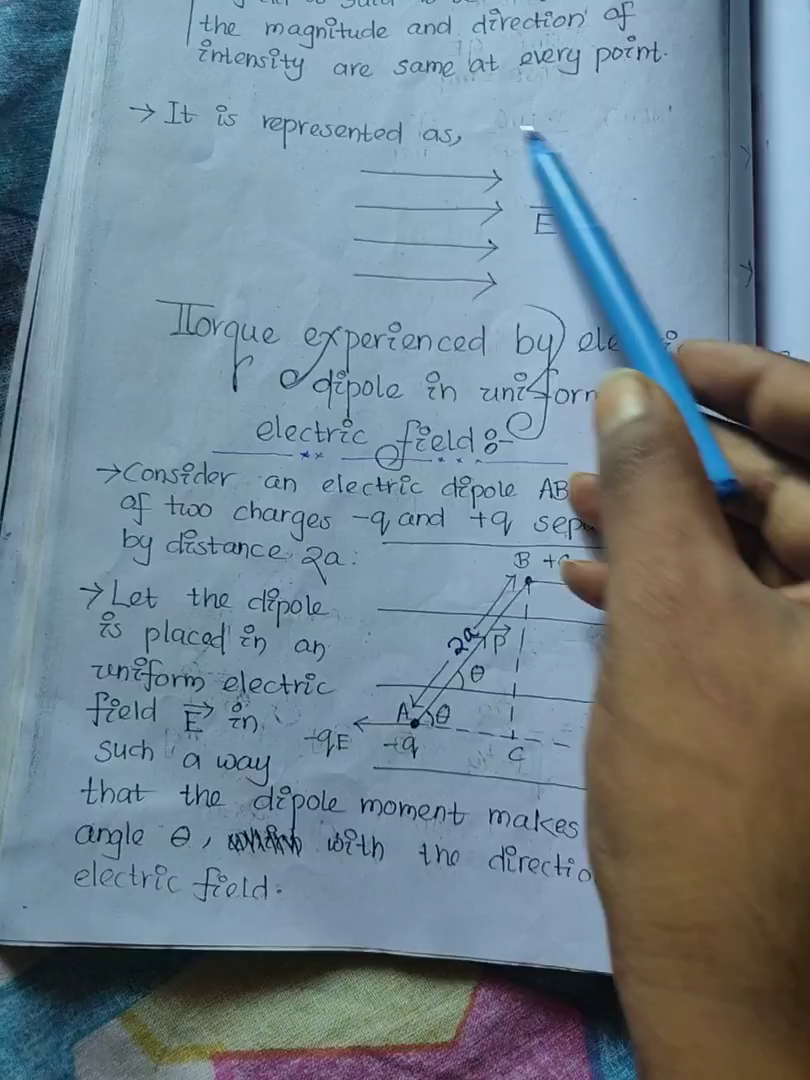 the magnitude and direction of
intensity are same at every point.
→ It is represented as,
E
Torque experienced by
dipole in uniform
electric field :-
→ Consider an electric dipole AB
of two charges -q and +q
by distance 2a.
B
→ Let the dipole
is placed in an
uniform electric
field E in
such a way
2a
P
θ
A
θ
-qE
-q
C
that the dipole moment makes
angle θ, with the
electric field.